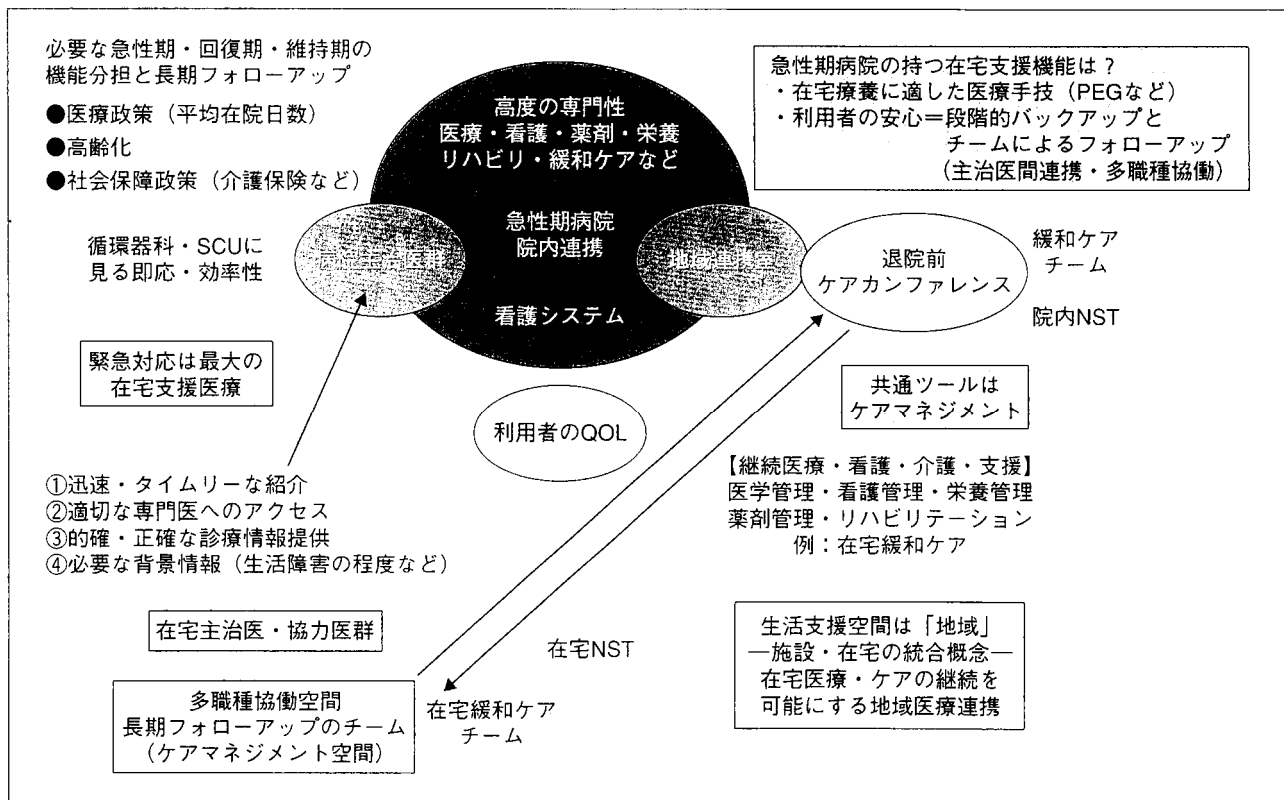 必要な急性期・回復期・維持期の
機能分担と長期フォローアップ
●医療政策（平均在院日数）
●高齢化
●社会保障政策（介護保険など）
高度の専門性
医療・看護・薬剤・栄養
リハビリ・緩和ケアなど
急性期病院の持つ在宅支援機能は？
・在宅療養に適した医療手技（PEGなど）
・利用者の安心＝段階的バックアップと
チームによるフォローアップ
（主治医間連携・多職種協働）
循環器科・SCUに
見る即応・効率性
急性期病院
院内連携
地域連携室
退院前
ケアカンファレンス
緩和ケア
チーム
院内NST
看護システム
緊急対応は最大の
在宅支援医療
利用者のQOL
共通ツールは
ケアマネジメント
①迅速・タイムリーな紹介
②適切な専門医へのアクセス
③的確・正確な診療情報提供
④必要な背景情報（生活障害の程度など）
【継続医療・看護・介護・支援】
医学管理・看護管理・栄養管理
薬剤管理・リハビリテーション
例：在宅緩和ケア
在宅主治医・協力医群
在宅NST
生活支援空間は「地域」
―施設・在宅の統合概念―
在宅医療・ケアの継続を
可能にする地域医療連携
多職種協働空間
長期フォローアップのチーム
（ケアマネジメント空間）
在宅緩和ケア
チーム